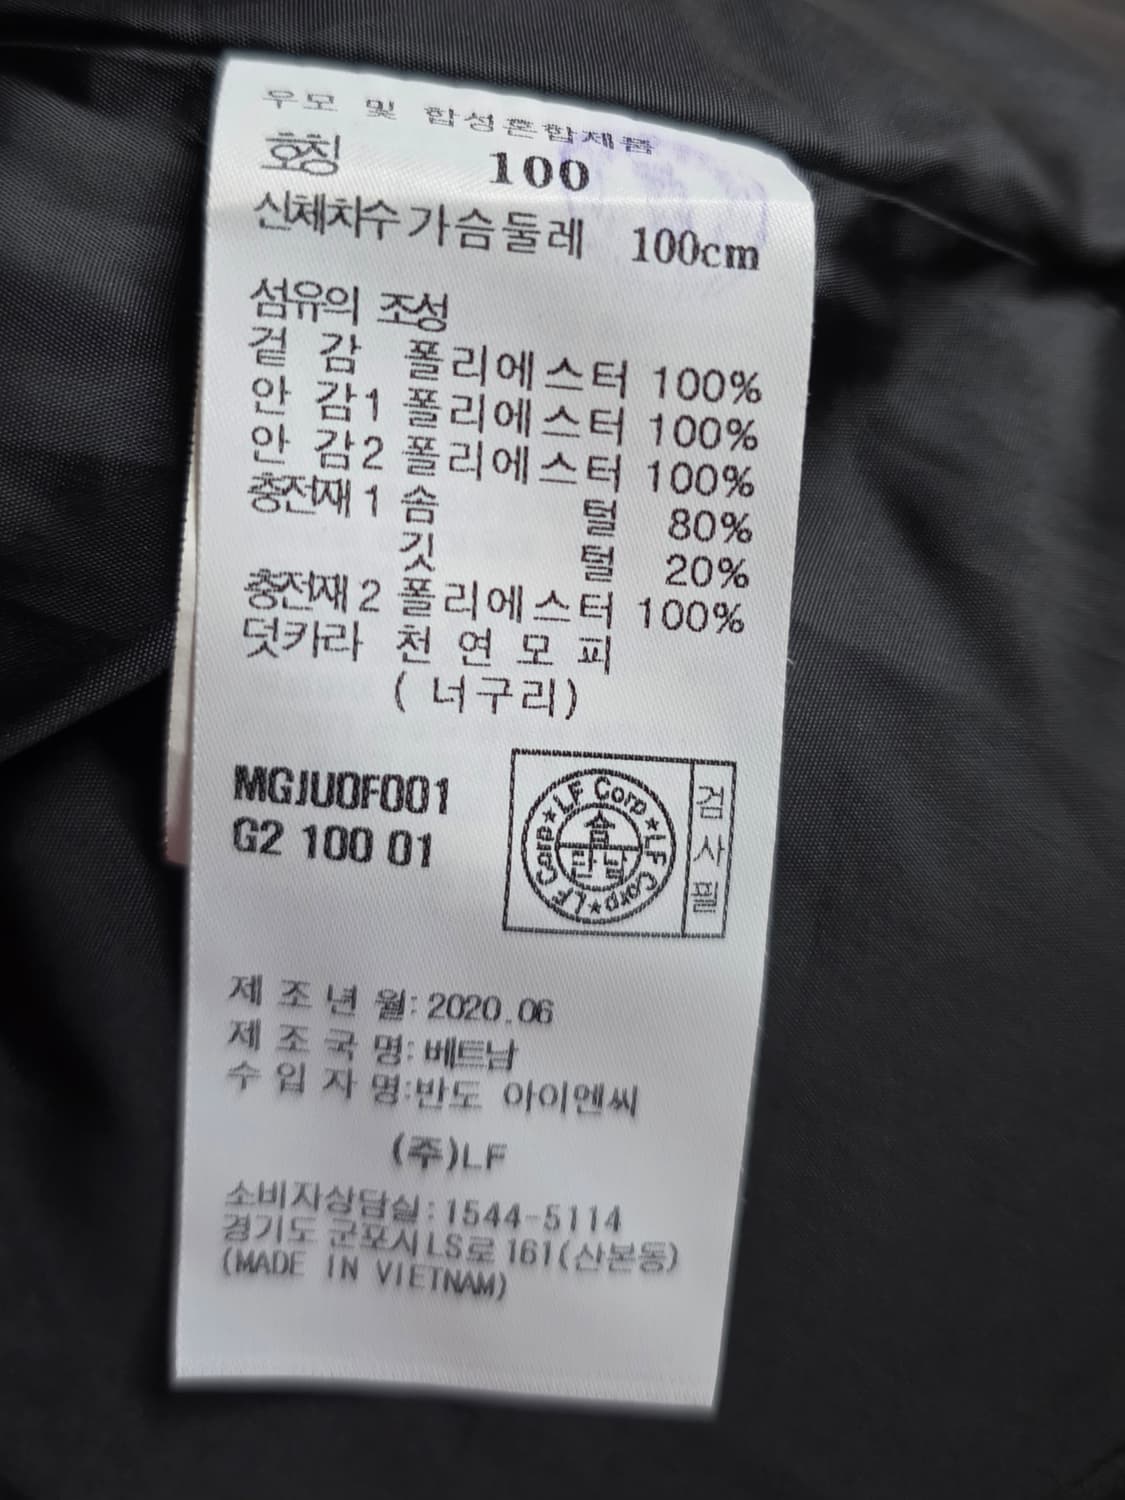 우모 및 합성혼합제품
호칭 100
신체치수 가슴둘레 100cm
섬유의 조성
겉 감 폴리에스터 100%
안 감1 폴리에스터 100%
안 감2 폴리에스터 100%
충전재 1 솜 털 80%
깃 털 20%
충전재 2 폴리에스터 100%
덧카라 천 연 모 피
( 너구리)
MGJU0F001
G2 100 01
LF Corp ★ LF Corp ★ LF Corp ★ LF Corp ★
검사필
제 조 년 월: 2020.06
제 조 국 명: 베트남
수 입 자 명:반도 아이엔씨
(주)LF
소비자상담실: 1544-5114
경기도 군포시 LS로 161(산본동)
(MADE IN VIETNAM)